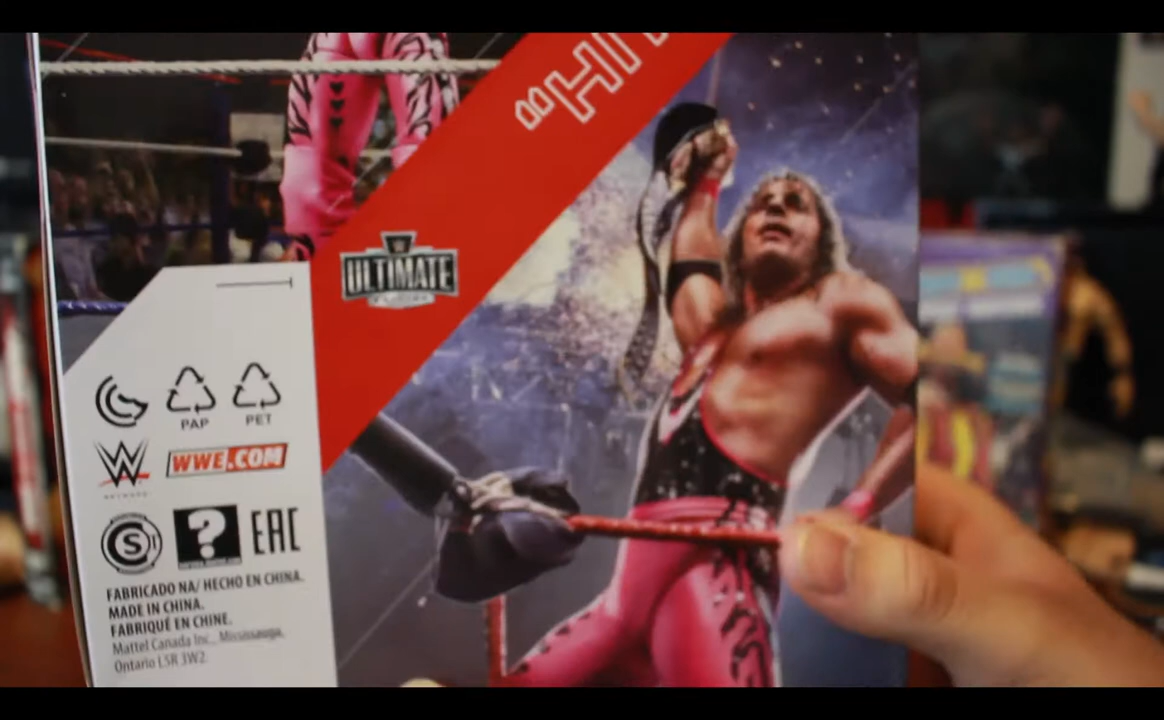 "HIT
ULTIMATE
PAP
PET
W
WWE.COM
S
?
EAC
FABRICADO NA/ HECHO EN CHINA.
MADE IN CHINA.
FABRIQUÉ EN CHINE.
Mattel Canada Inc., Mississauga,
Ontario L5R 3W2.